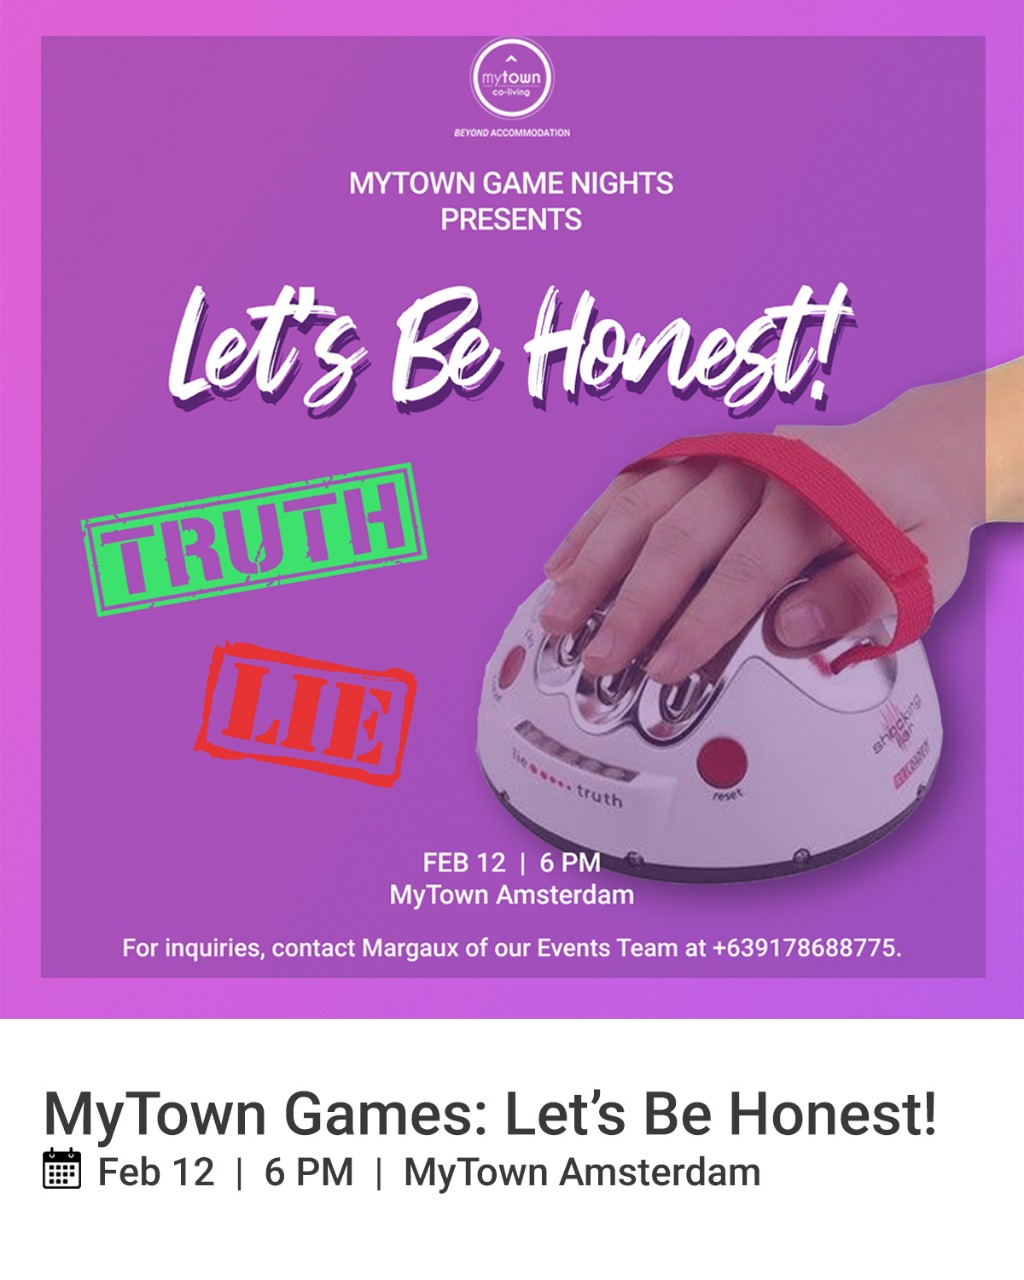 mytown
co-living
BEYOND ACCOMMODATION
MYTOWN GAME NIGHTS
PRESENTS
Let's Be Honest!
TRUTH
LIE
shocking
liar
RELOADED
lie
truth
reset
FEB 12 | 6 PM
MyTown Amsterdam
For inquiries, contact Margaux of our Events Team at +639178688775.
MyTown Games: Let’s Be Honest!
Feb 12 | 6 PM | MyTown Amsterdam